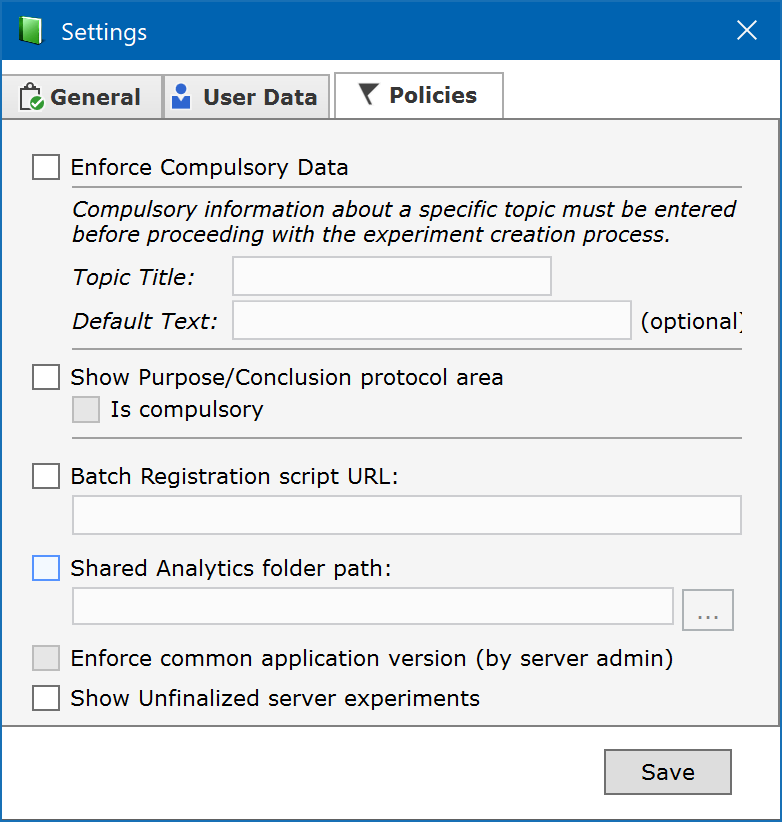 Settings
General
User Data
Policies
Enforce Compulsory Data
Compulsory information about a specific topic must be entered
before proceeding with the experiment creation process.
Topic Title:
Default Text:
(optional)
Show Purpose/Conclusion protocol area
Is compulsory
Batch Registration script URL:
Shared Analytics folder path:
...
Enforce common application version (by server admin)
Show Unfinalized server experiments
Save